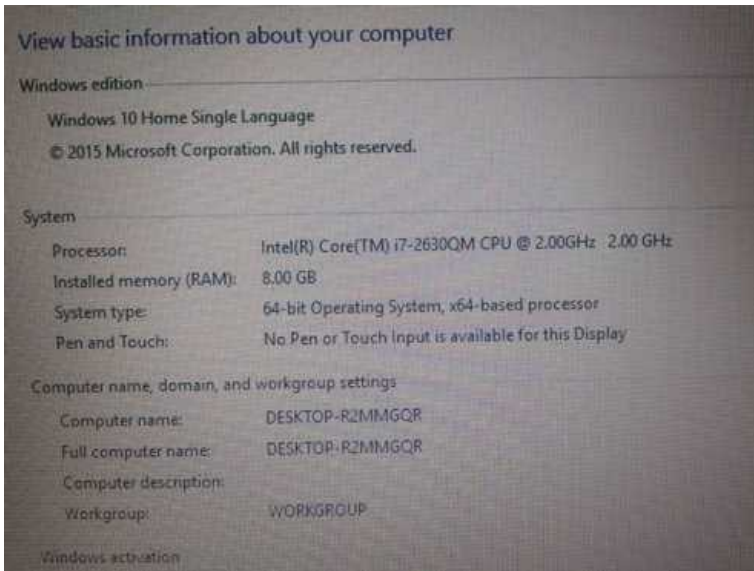 View basic information about your computer
Windows edition
Windows 10 Home Single Language
© 2015 Microsoft Corporation. All rights reserved.
System
Processor: Intel(R) Core(TM) i7-2630QM CPU @ 2.00GHz 2.00 GHz
Installed memory (RAM): 8.00 GB
System type: 64-bit Operating System, x64-based processor
Pen and Touch: No Pen or Touch Input is available for this Display
Computer name, domain, and workgroup settings
Computer name: DESKTOP-R2MMGQR
Full computer name: DESKTOP-R2MMGQR
Computer description:
Workgroup: WORKGROUP
Windows activation